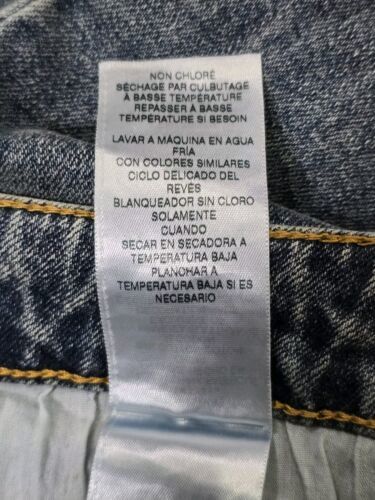 NON CHLORÉ
SÉCHAGE PAR CULBUTAGE
À BASSE TEMPÉRATURE
REPASSER À BASSE
TEMPÉRATURE SI BESOIN
LAVAR A MÁQUINA EN AGUA
FRÍA
CON COLORES SIMILARES
CICLO DELICADO DEL
REVÉS
BLANQUEADOR SIN CLORO
SOLAMENTE
CUANDO
SECAR EN SECADORA A
TEMPERATURA BAJA
PLANCHAR A
TEMPERATURA BAJA SI ES
NECESARIO